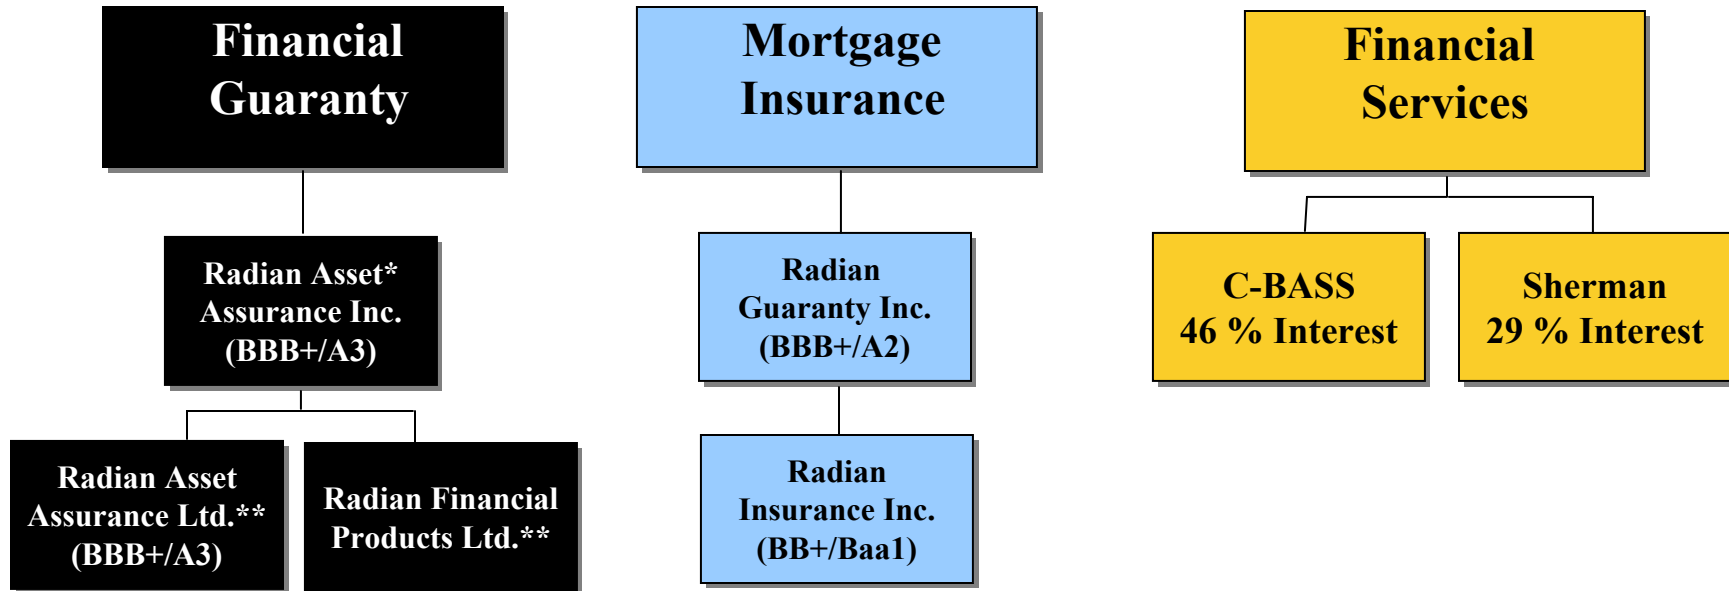 Financial
Guaranty
Mortgage
Insurance
Financial
Services
Radian Asset*
Assurance Inc.
(BBB+/A3)
Radian
Guaranty Inc.
(BBB+/A2)
C-BASS
46 % Interest
Sherman
29 % Interest
Radian Asset
Assurance Ltd.**
(BBB+/A3)
Radian Financial
Products Ltd.**
Radian
Insurance Inc.
(BB+/Baa1)